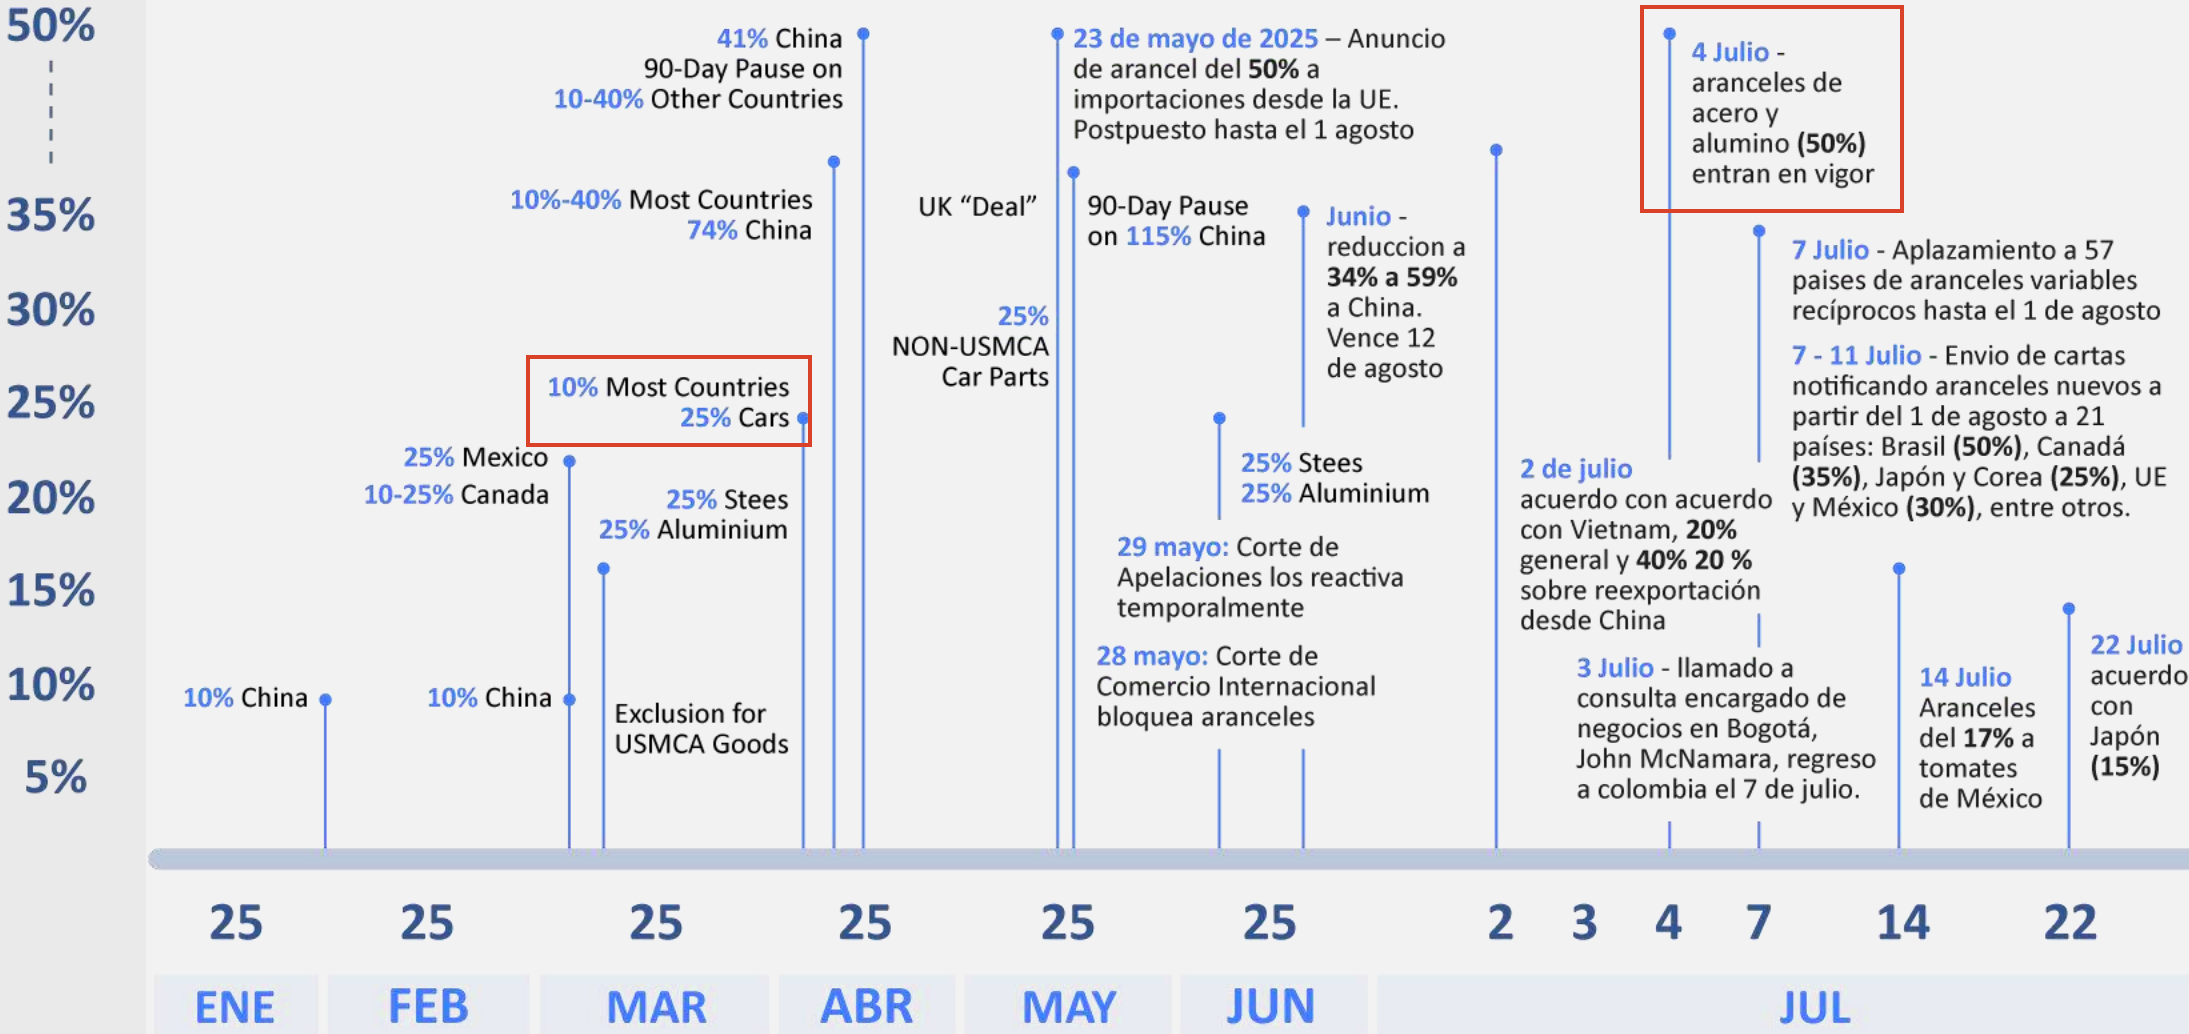 50%
35%
30%
25%
20%
15%
10%
5%
10% China
25% Mexico
10-25% Canada
10% China
25% Stees
25% Aluminium
Exclusion for
USMCA Goods
10% Most Countries
25% Cars
10%-40% Most Countries
74% China
41% China
90-Day Pause on
10-40% Other Countries
23 de mayo de 2025 – Anuncio
de arancel del 50% a
importaciones desde la UE.
Postpuesto hasta el 1 agosto
UK “Deal”
90-Day Pause
on 115% China
25%
NON-USMCA
Car Parts
Junio -
reduccion a
34% a 59%
a China.
Vence 12
de agosto
25% Stees
25% Aluminium
29 mayo: Corte de
Apelaciones los reactiva
temporalmente
28 mayo: Corte de
Comercio Internacional
bloquea aranceles
2 de julio
acuerdo con acuerdo
con Vietnam, 20%
general y 40% 20 %
sobre reexportación
desde China
3 Julio - llamado a
consulta encargado de
negocios en Bogotá,
John McNamara, regreso
a colombia el 7 de julio.
4 Julio -
aranceles de
acero y
alumino (50%)
entran en vigor
7 Julio - Aplazamiento a 57
paises de aranceles variables
recíprocos hasta el 1 de agosto
7 - 11 Julio - Envio de cartas
notificando aranceles nuevos a
partir del 1 de agosto a 21
países: Brasil (50%), Canadá
(35%), Japón y Corea (25%), UE
y México (30%), entre otros.
14 Julio
Aranceles
del 17% a
tomates
de México
22 Julio
acuerdo
con
Japón
(15%)
25 25 25 25 25 25 2 3 4 7 14 22
ENE FEB MAR ABR MAY JUN JUL